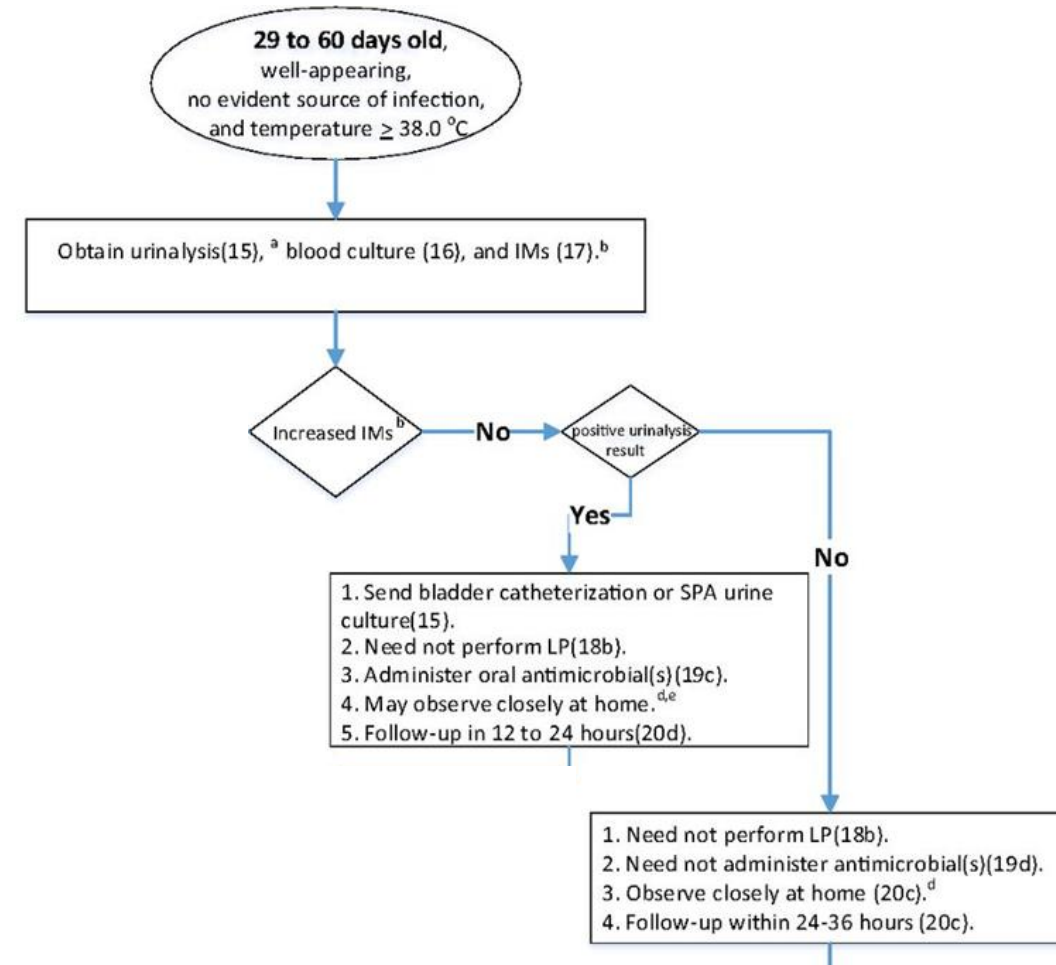 29 to 60 days old,
well-appearing,
no evident source of infection,
and temperature ≥ 38.0 °C
Obtain urinalysis(15), a blood culture (16), and IMs (17).b
Increased IMs b
No
positive urinalysis
result
Yes
No
1. Send bladder catheterization or SPA urine
culture(15).
2. Need not perform LP(18b).
3. Administer oral antimicrobial(s)(19c).
4. May observe closely at home.d,e
5. Follow-up in 12 to 24 hours(20d).
1. Need not perform LP(18b).
2. Need not administer antimicrobial(s)(19d).
3. Observe closely at home (20c).d
4. Follow-up within 24-36 hours (20c).